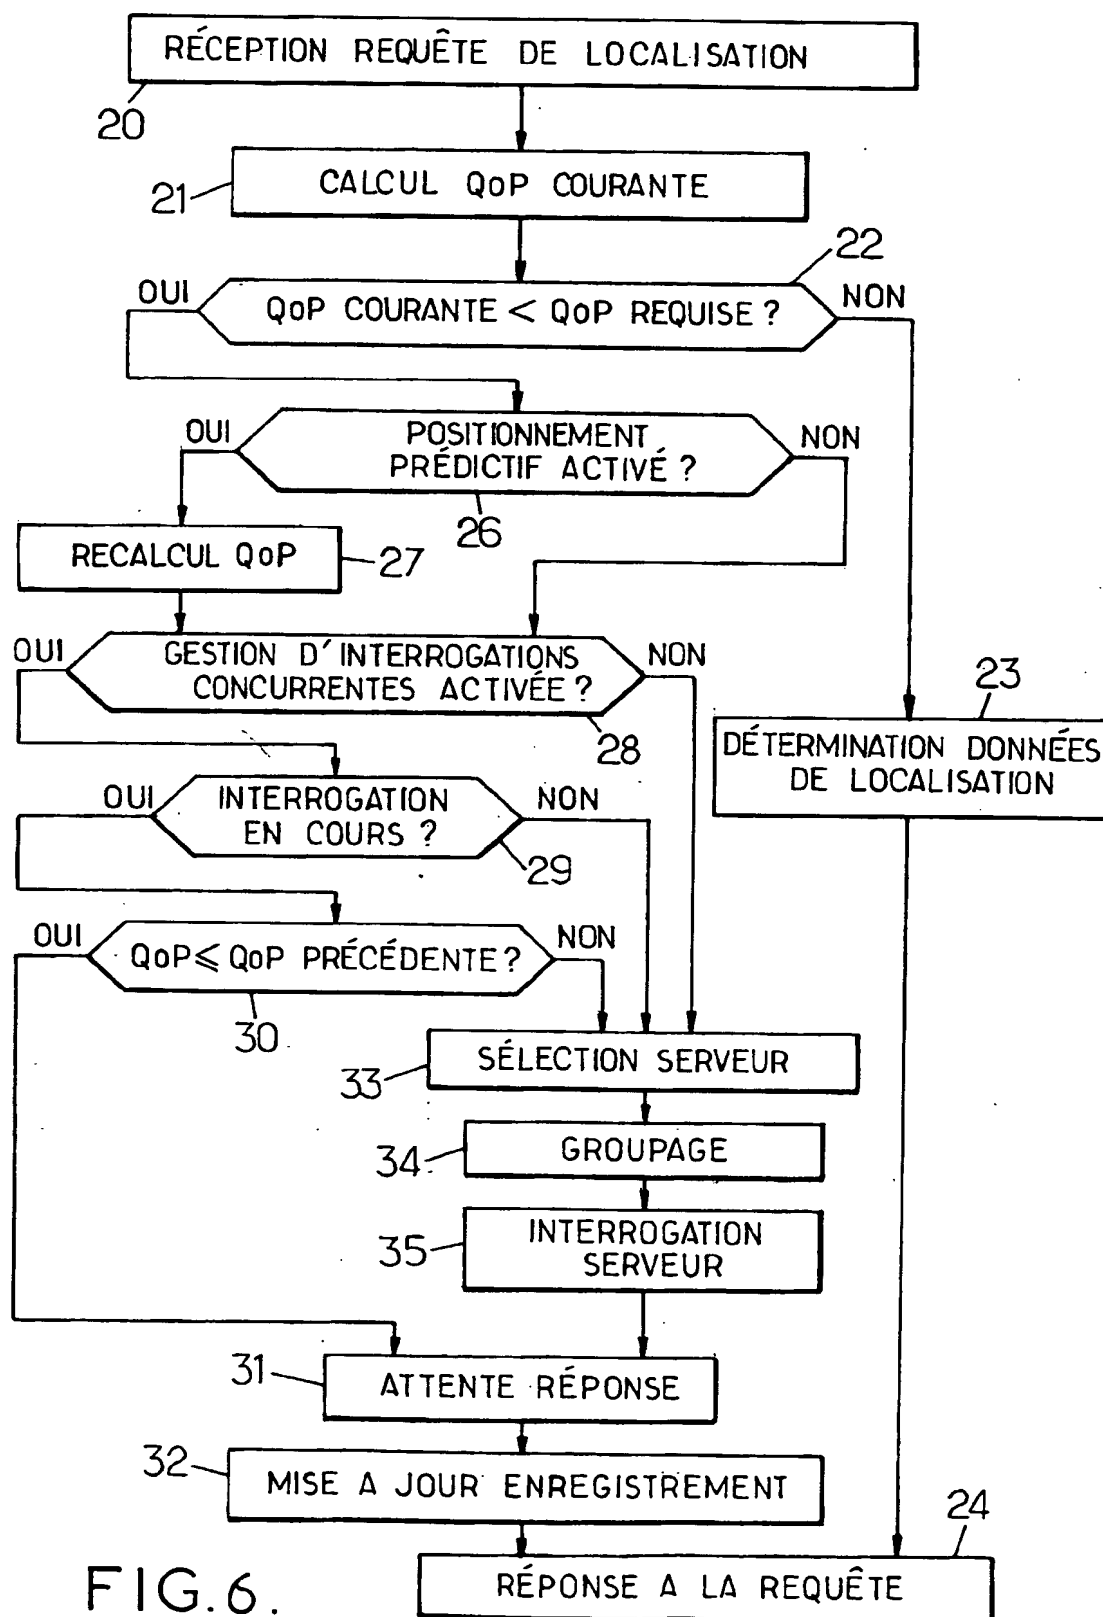 RÉCEPTION REQUÊTE DE LOCALISATION
20
CALCUL QoP COURANTE
21
22
OUI
QoP COURANTE < QoP REQUISE ?
NON
OUI
POSITIONNEMENT
PRÉDICTIF ACTIVÉ ?
NON
26
RECALCUL QoP
27
OUI
GESTION D'INTERROGATIONS
CONCURRENTES ACTIVÉE ?
NON
28
23
DÉTERMINATION DONNÉES
DE LOCALISATION
OUI
INTERROGATION
EN COURS ?
NON
29
OUI
QoP ⩽ QoP PRÉCÉDENTE ?
NON
30
SÉLECTION SERVEUR
33
GROUPAGE
34
INTERROGATION
SERVEUR
35
31
ATTENTE RÉPONSE
32
MISE A JOUR ENREGISTREMENT
24
RÉPONSE A LA REQUÊTE
FIG.6.